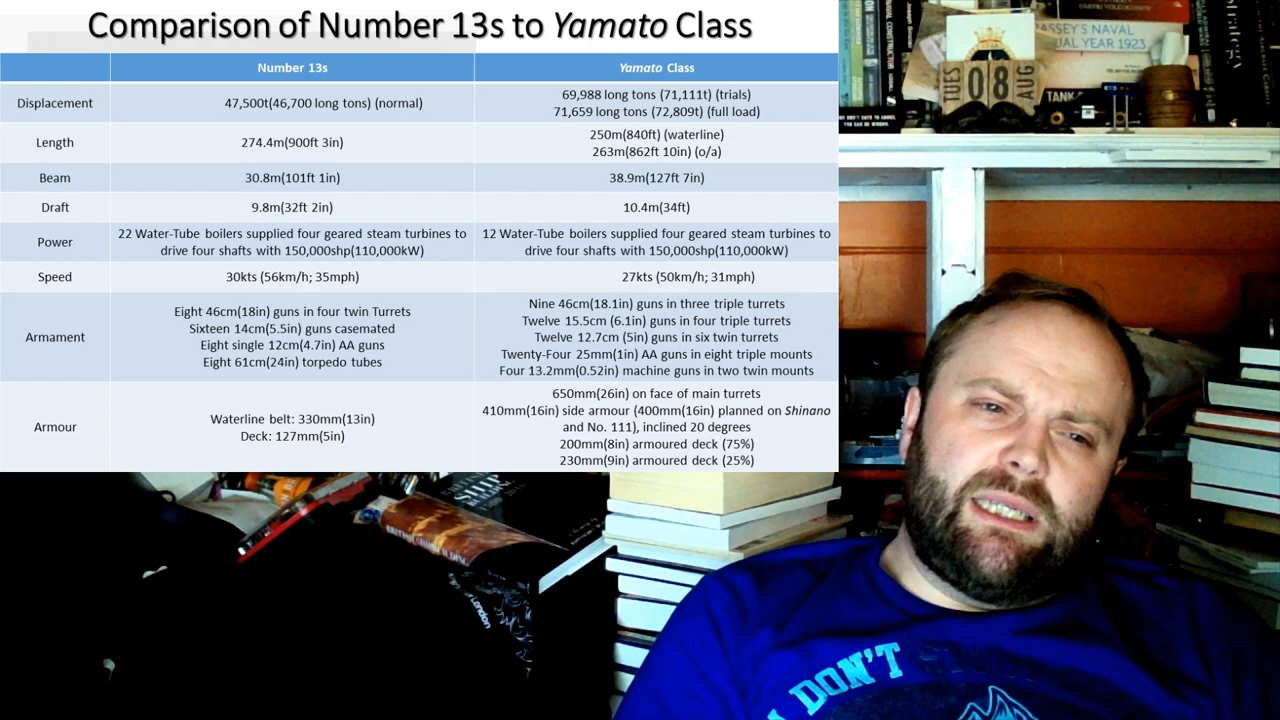 Comparison of Number 13s to Yamato Class
Number 13s
Yamato Class
Displacement
47,500t(46,700 long tons) (normal)
69,988 long tons (71,111t) (trials)
71,659 long tons (72,809t) (full load)
Length
274.4m(900ft 3in)
250m(840ft) (waterline)
263m(862ft 10in) (o/a)
Beam
30.8m(101ft 1in)
38.9m(127ft 7in)
Draft
9.8m(32ft 2in)
10.4m(34ft)
Power
22 Water-Tube boilers supplied four geared steam turbines to
drive four shafts with 150,000shp(110,000kW)
12 Water-Tube boilers supplied four geared steam turbines to
drive four shafts with 150,000shp(110,000kW)
Speed
30kts (56km/h; 35mph)
27kts (50km/h; 31mph)
Armament
Eight 46cm(18in) guns in four twin Turrets
Sixteen 14cm(5.5in) guns casemated
Eight single 12cm(4.7in) AA guns
Eight 61cm(24in) torpedo tubes
Nine 46cm(18.1in) guns in three triple turrets
Twelve 15.5cm (6.1in) guns in four triple turrets
Twelve 12.7cm (5in) guns in six twin turrets
Twenty-Four 25mm(1in) AA guns in eight triple mounts
Four 13.2mm(0.52in) machine guns in two twin mounts
Armour
Waterline belt: 330mm(13in)
Deck: 127mm(5in)
650mm(26in) on face of main turrets
410mm(16in) side armour (400mm(16in) planned on Shinano
and No. 111), inclined 20 degrees
200mm(8in) armoured deck (75%)
230mm(9in) armoured deck (25%)
ASSEY'S NAVAL
UAL YEAR 1923
TUES
08
AUG
TANK
STRATEGY
London
I DON'T